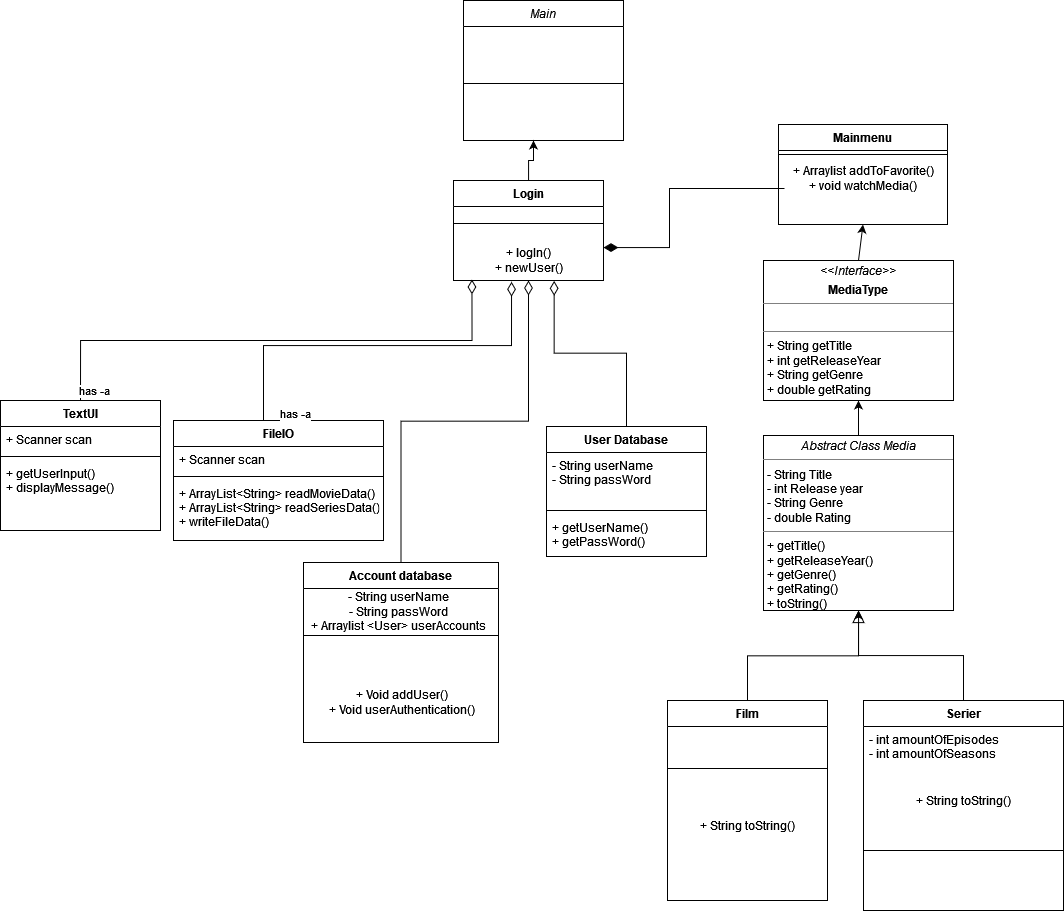 Main
Login
+ logIn()
+ newUser()
Mainmenu
+ Arraylist addToFavorite()
+ void watchMedia()
<<Interface>>
MediaType
+ String getTitle
+ int getReleaseYear
+ String getGenre
+ double getRating
has -a
TextUI
+ Scanner scan
+ getUserInput()
+ displayMessage()
has -a
FileIO
+ Scanner scan
+ ArrayList<String> readMovieData()
+ ArrayList<String> readSeriesData()
+ writeFileData()
User Database
- String userName
- String passWord
+ getUserName()
+ getPassWord()
Abstract Class Media
- String Title
- int Release year
- String Genre
- double Rating
+ getTitle()
+ getReleaseYear()
+ getGenre()
+ getRating()
+ toString()
Account database
- String userName
- String passWord
+ Arraylist <User> userAccounts
+ Void addUser()
+ Void userAuthentication()
Film
+ String toString()
Serier
- int amountOfEpisodes
- int amountOfSeasons
+ String toString()